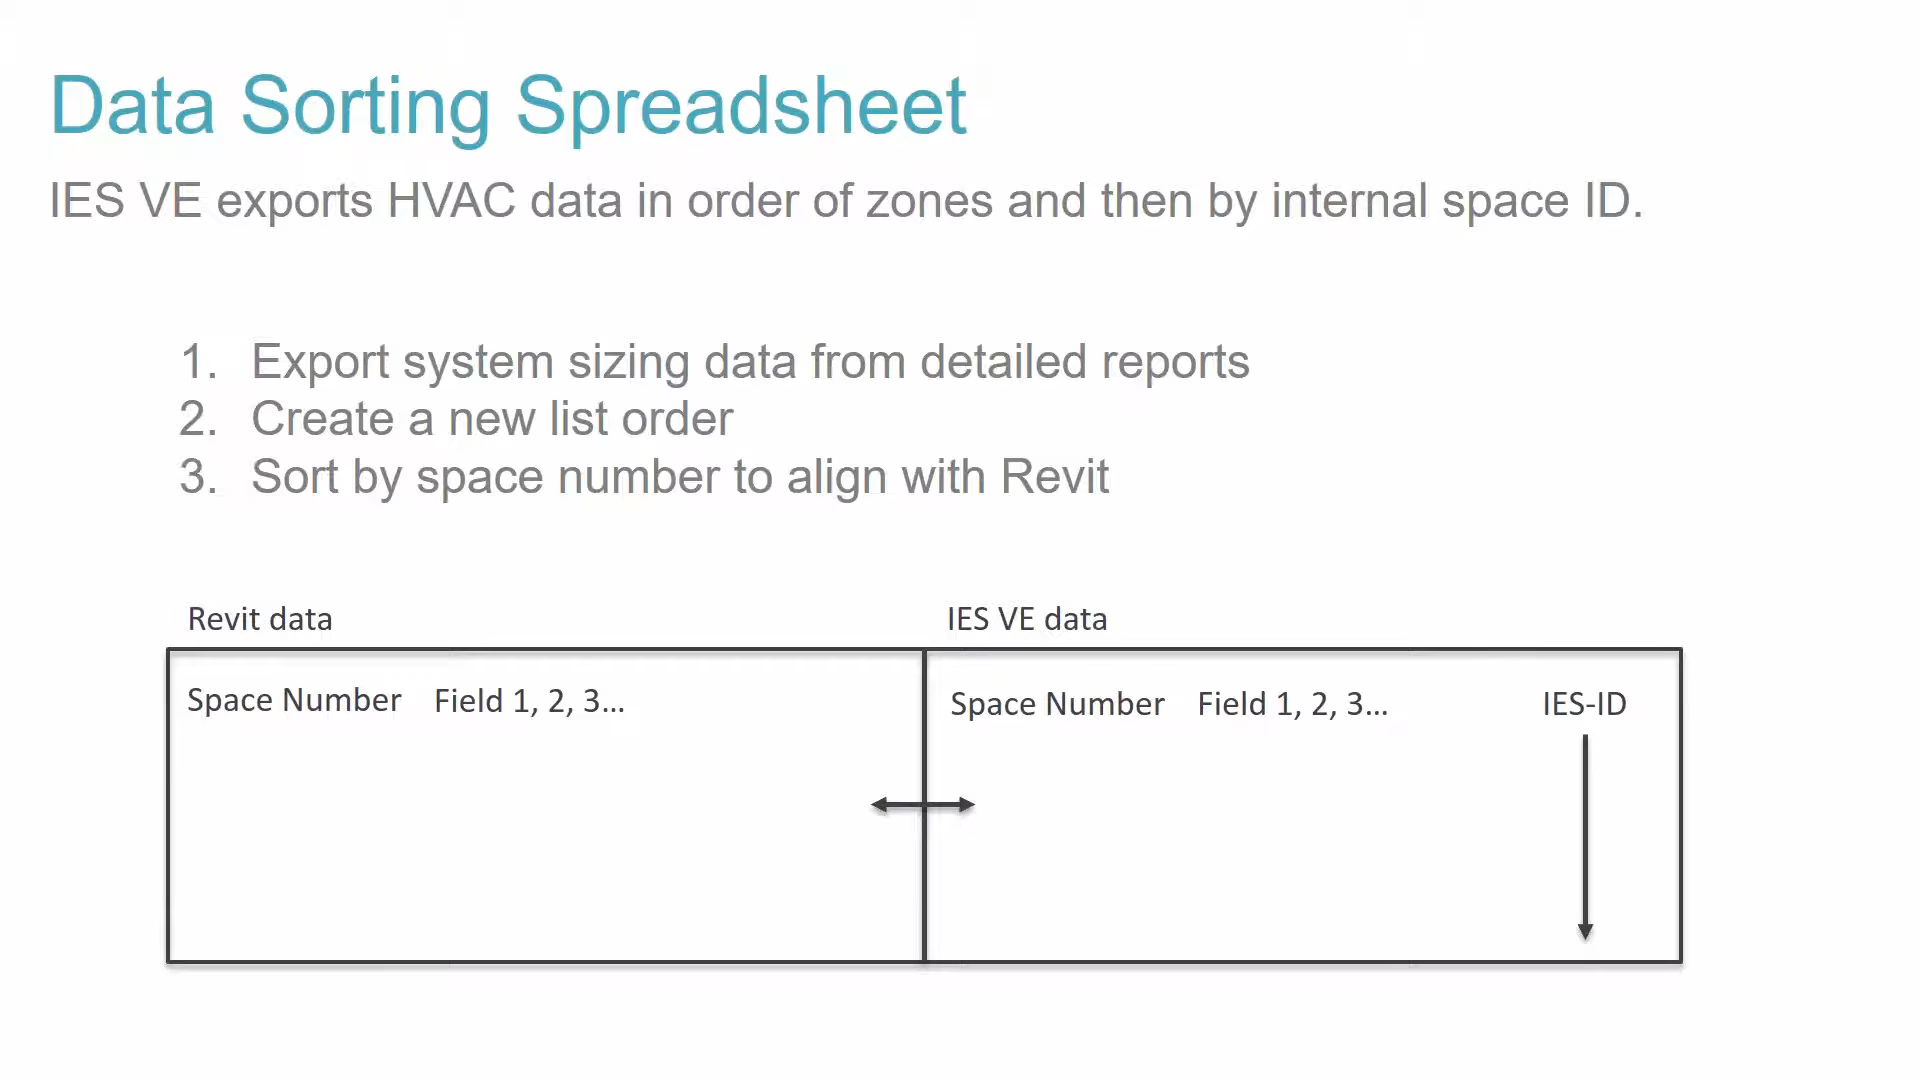 Data Sorting Spreadsheet
IES VE exports HVAC data in order of zones and then by internal space ID.
1. Export system sizing data from detailed reports
2. Create a new list order
3. Sort by space number to align with Revit
Revit data
IES VE data
Space Number Field 1, 2, 3...
Space Number Field 1, 2, 3... IES-ID